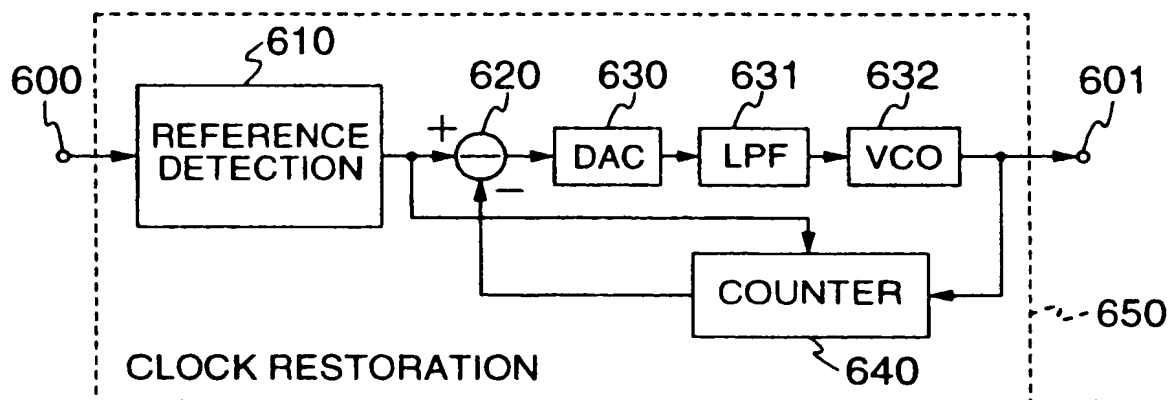 610
600
620
630
631
632
601
REFERENCE
DETECTION
+
−
DAC
LPF
VCO
COUNTER
650
640
CLOCK RESTORATION